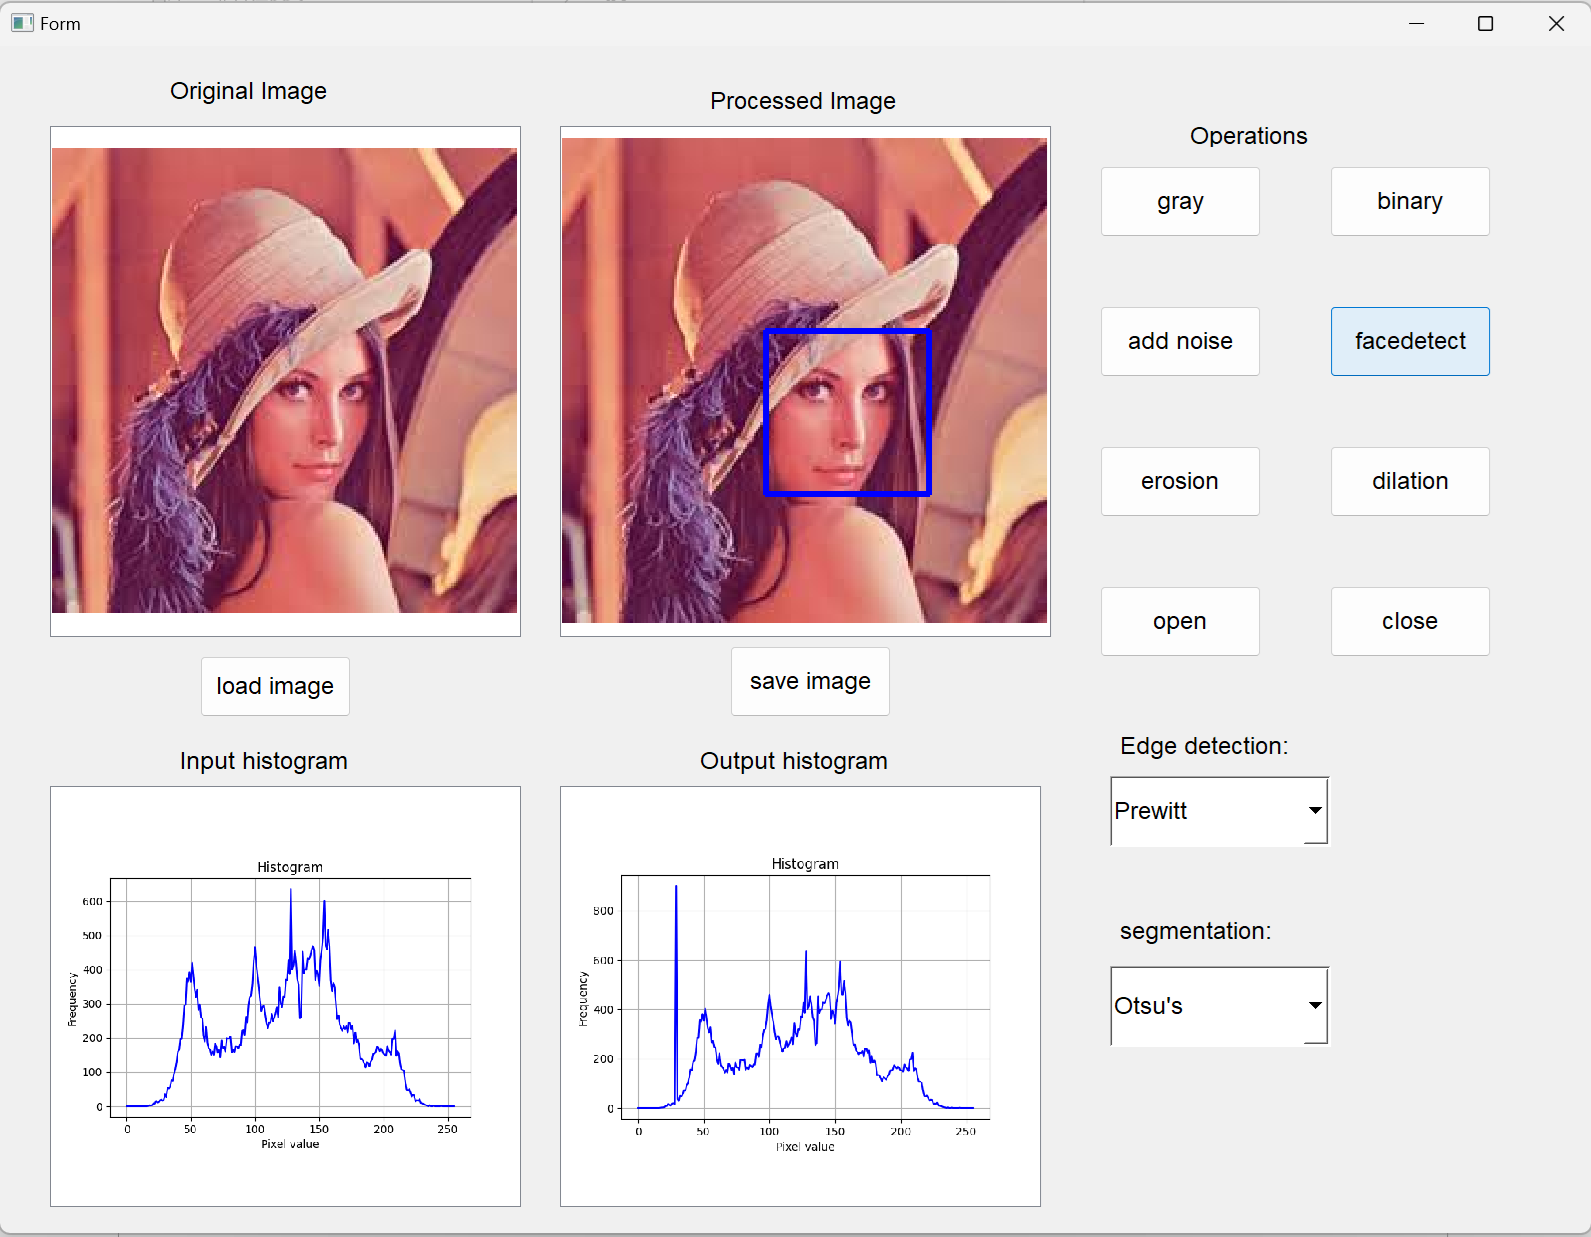 Form
Original Image
Processed Image
Operations
gray
binary
add noise
facedetect
erosion
dilation
open
close
load image
save image
Input histogram
Output histogram
Edge detection:
Prewitt
segmentation:
Otsu's
Histogram
600
500
400
300
200
100
0
Frequency
0 50 100 150 200 250
Pixel value
Histogram
800
600
400
200
0
Frequency
0 50 100 150 200 250
Pixel value